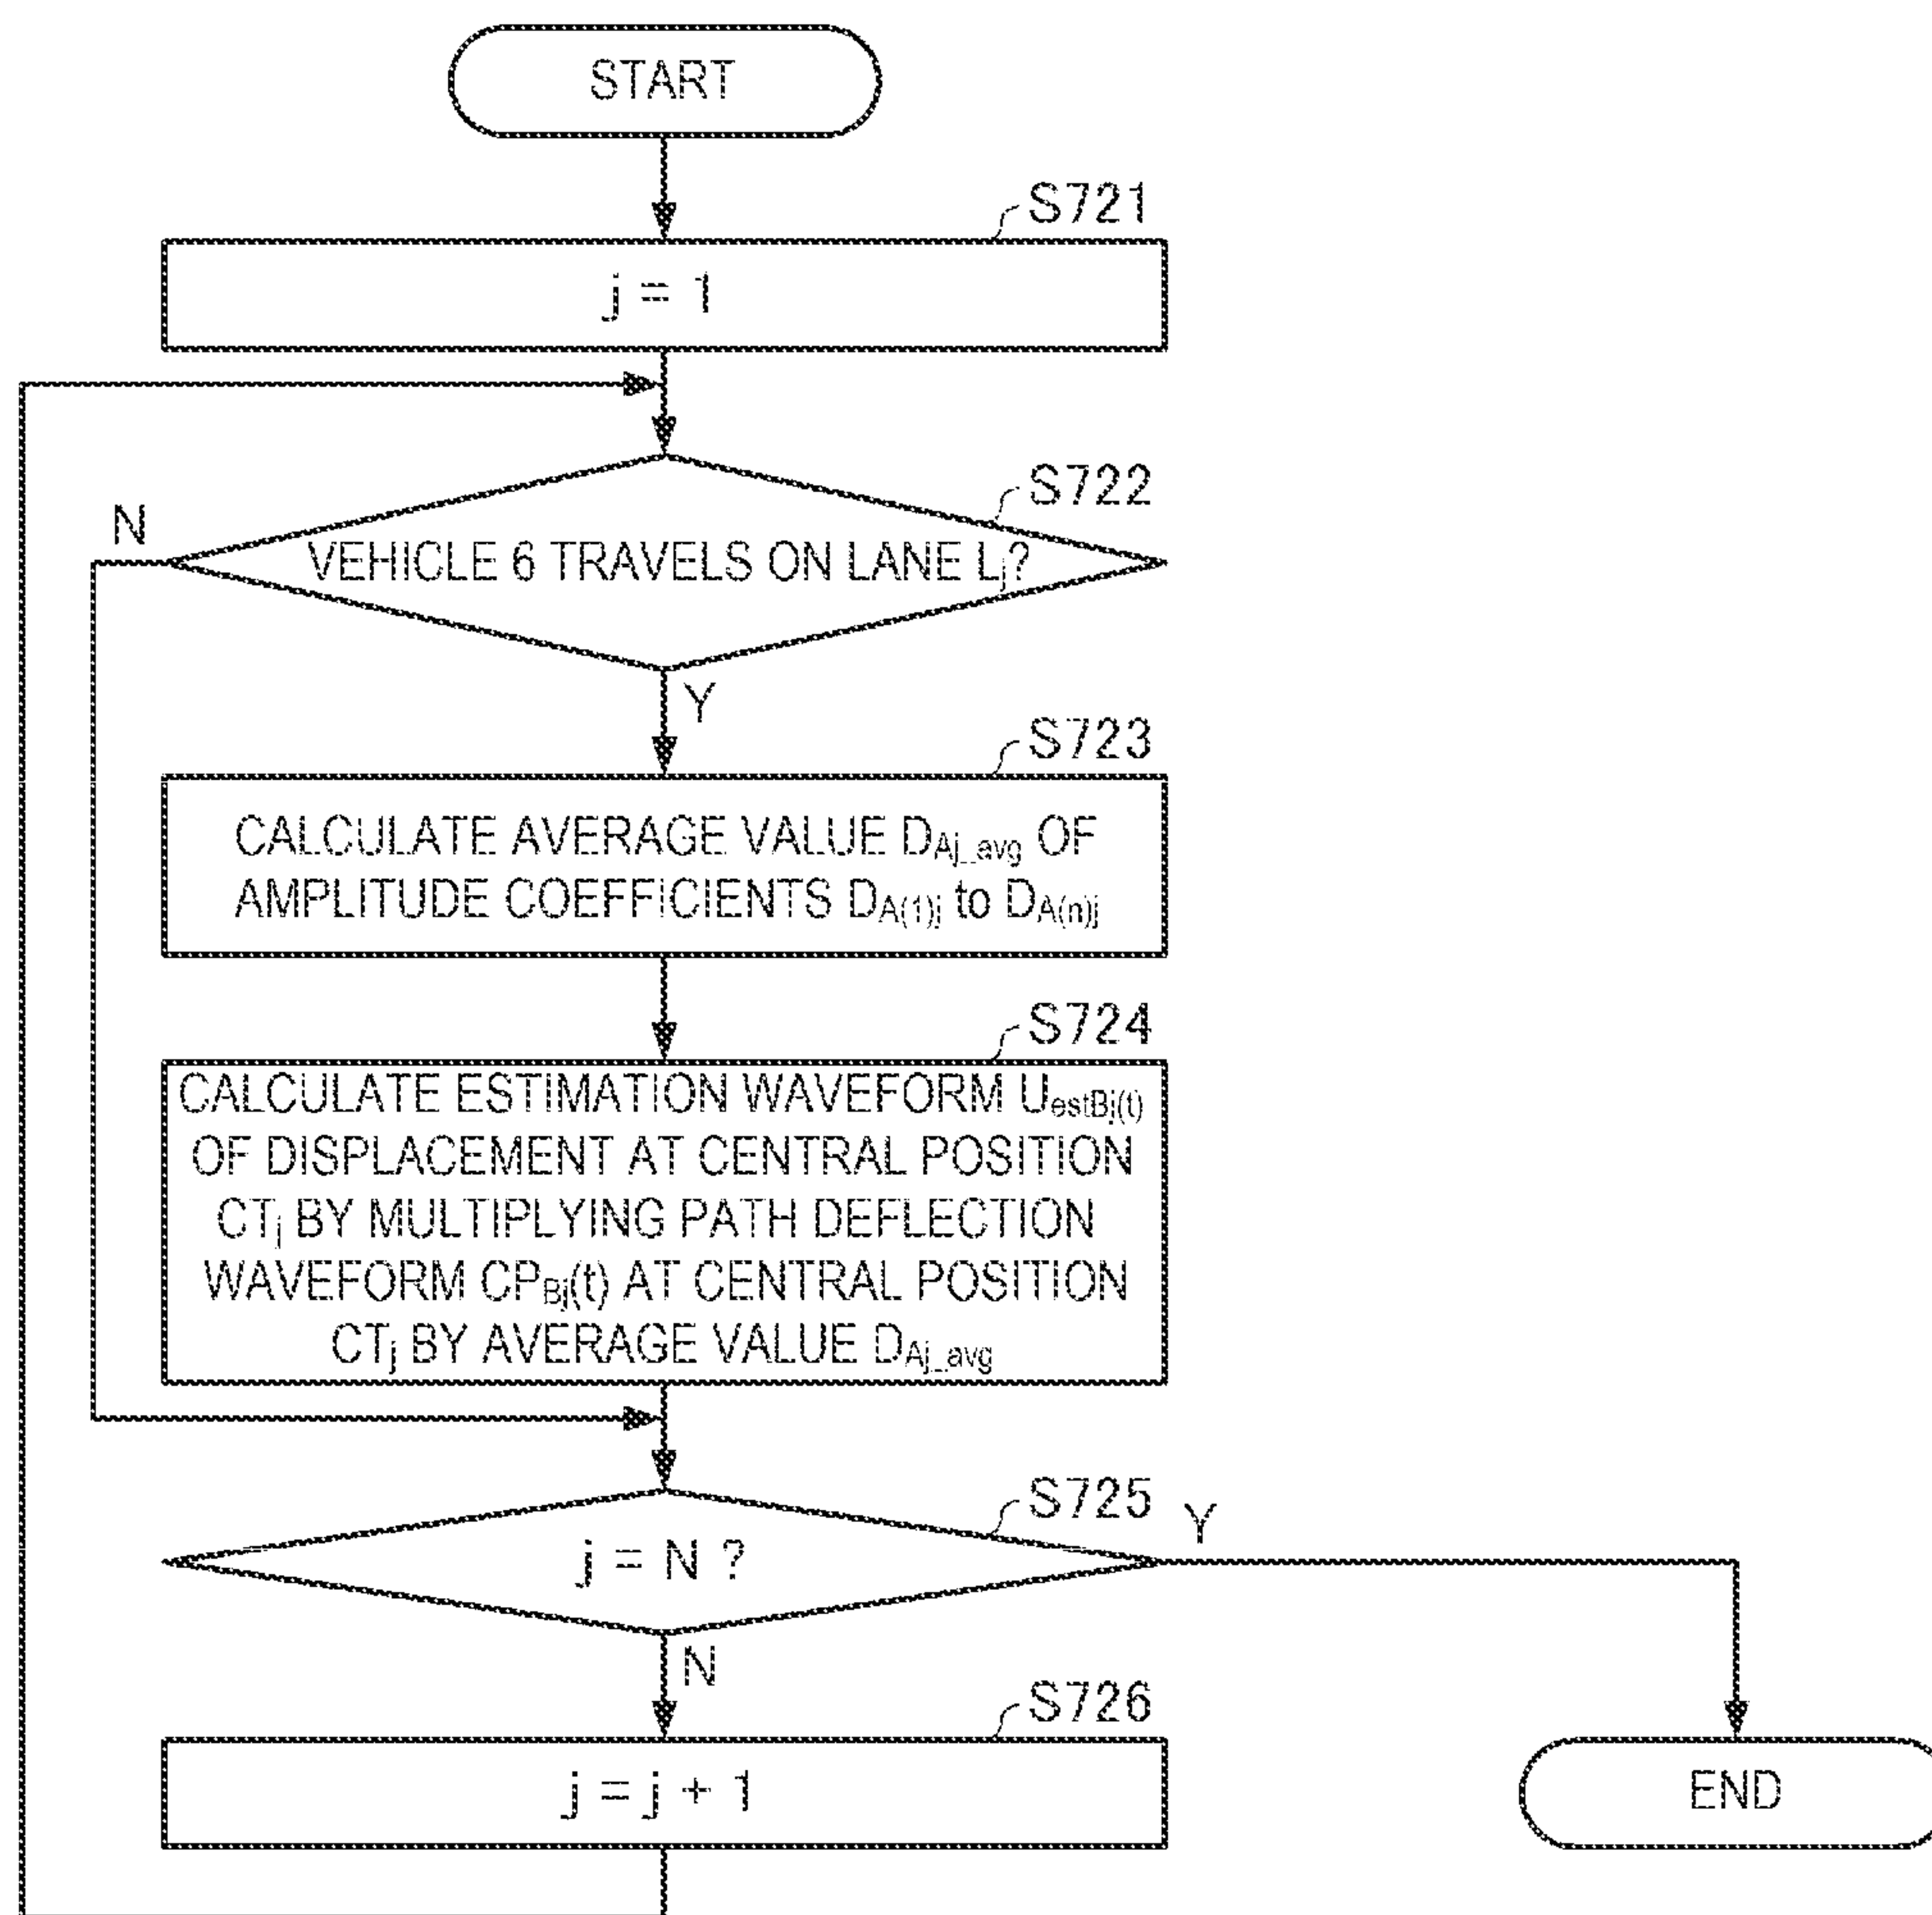 START
S721
j = 1
S722
N
VEHICLE 6 TRAVELS ON LANE Lj?
Y
S723
CALCULATE AVERAGE VALUE DAj_avg OF
AMPLITUDE COEFFICIENTS DA(1)j to DA(n)j
S724
CALCULATE ESTIMATION WAVEFORM UestBj(t)
OF DISPLACEMENT AT CENTRAL POSITION
CTj BY MULTIPLYING PATH DEFLECTION
WAVEFORM CPBj(t) AT CENTRAL POSITION
CTj BY AVERAGE VALUE DAj_avg
S725
Y
j = N ?
N
S726
j = j + 1
END